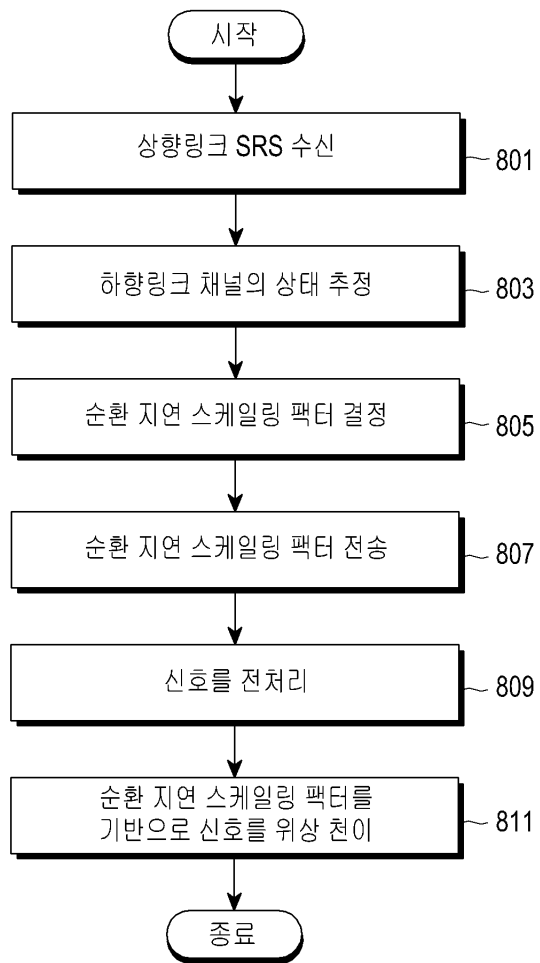 시작
상향링크 SRS 수신
801
하향링크 채널의 상태 추정
803
순환 지연 스케일링 팩터 결정
805
순환 지연 스케일링 팩터 전송
807
신호를 전처리
809
순환 지연 스케일링 팩터를
기반으로 신호를 위상 천이
811
종료